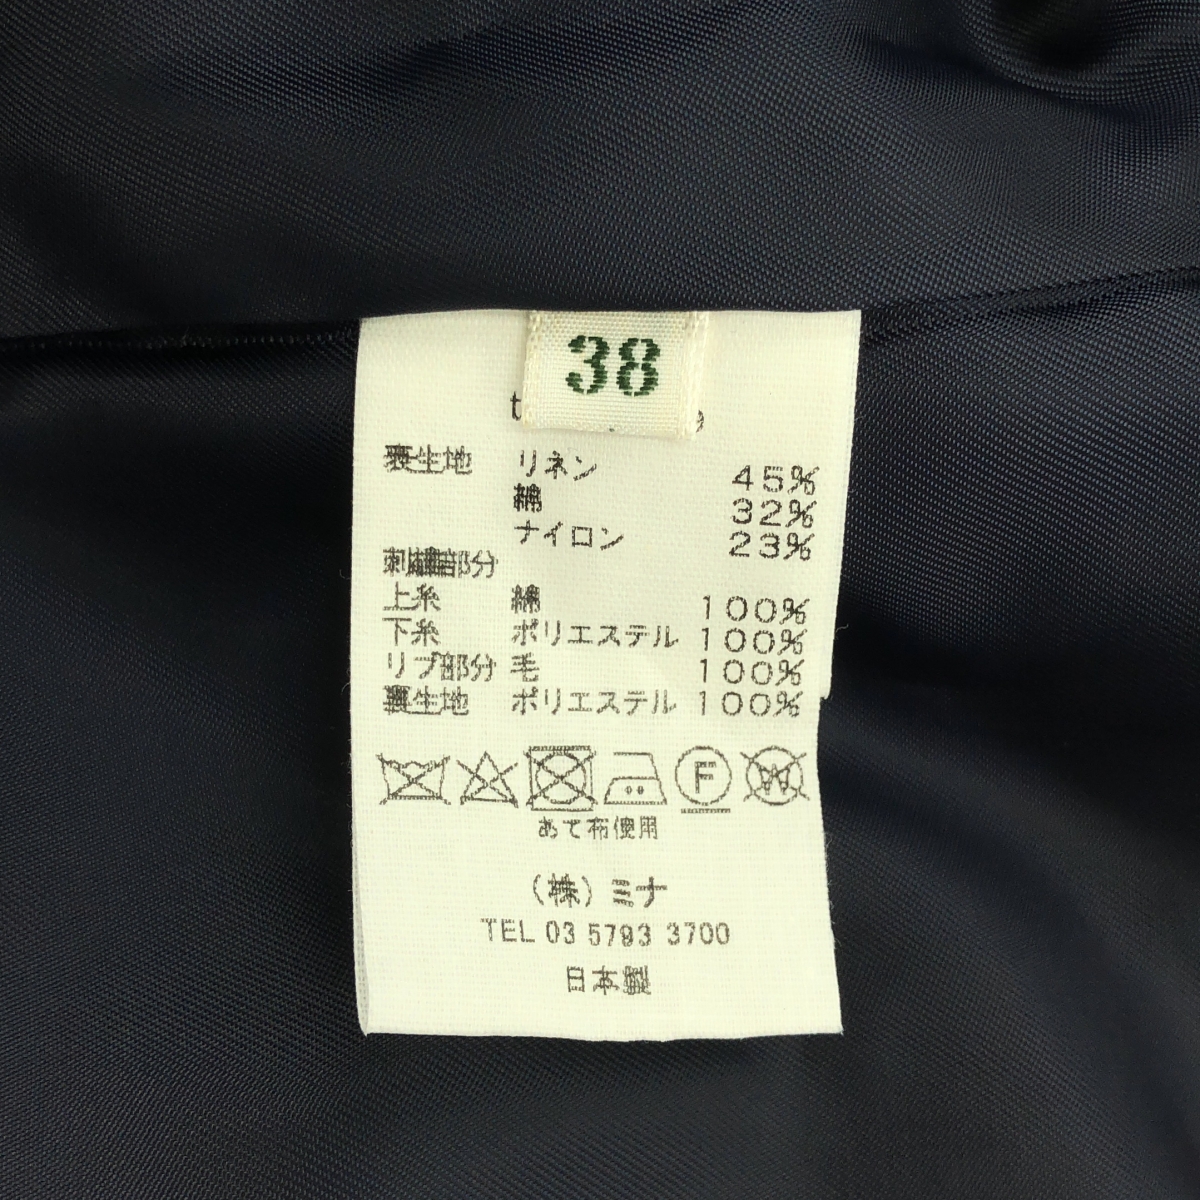 38
表生地 リネン 45%
綿 32%
ナイロン 23%
刺繍部分
上糸 綿 100%
下糸 ポリエステル 100%
リブ部分 毛 100%
裏生地 ポリエステル 100%
F W
あて布使用
(株)ミナ
TEL 03 5793 3700
日本製